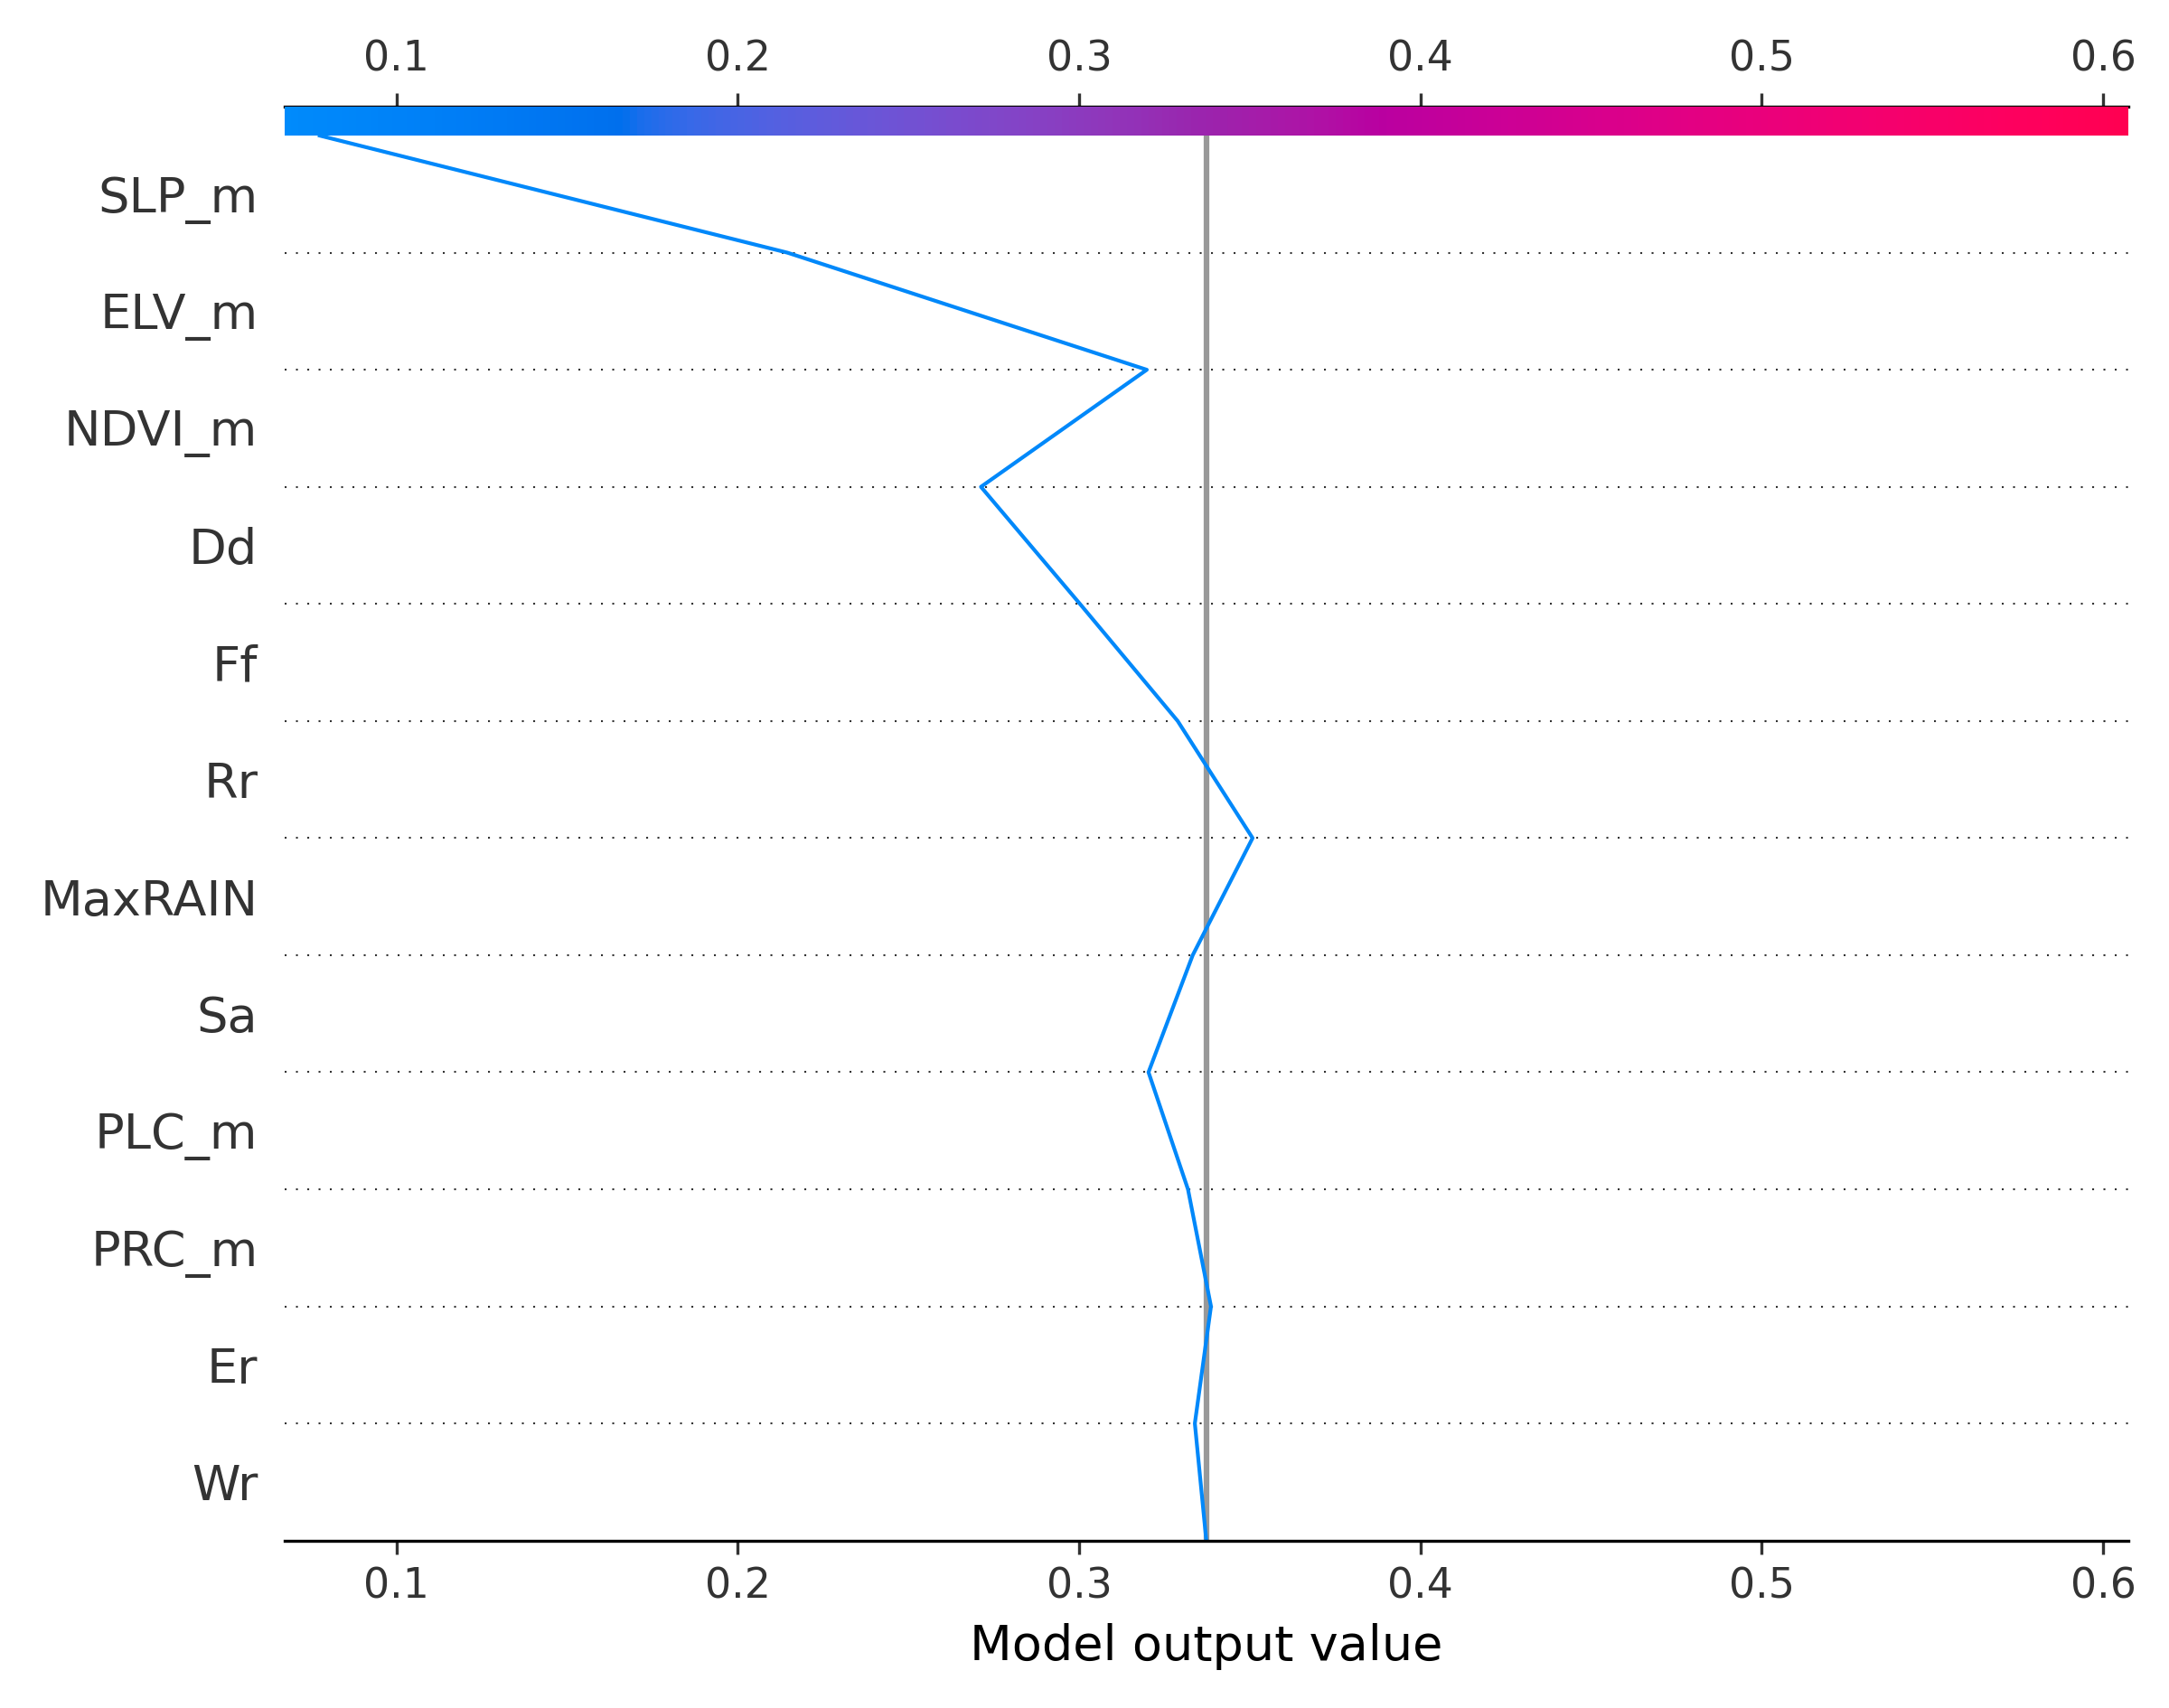 0.1 0.2 0.3 0.4 0.5 0.6
SLP_m
ELV_m
NDVI_m
Dd
Ff
Rr
MaxRAIN
Sa
PLC_m
PRC_m
Er
Wr
0.1 0.2 0.3 0.4 0.5 0.6
Model output value